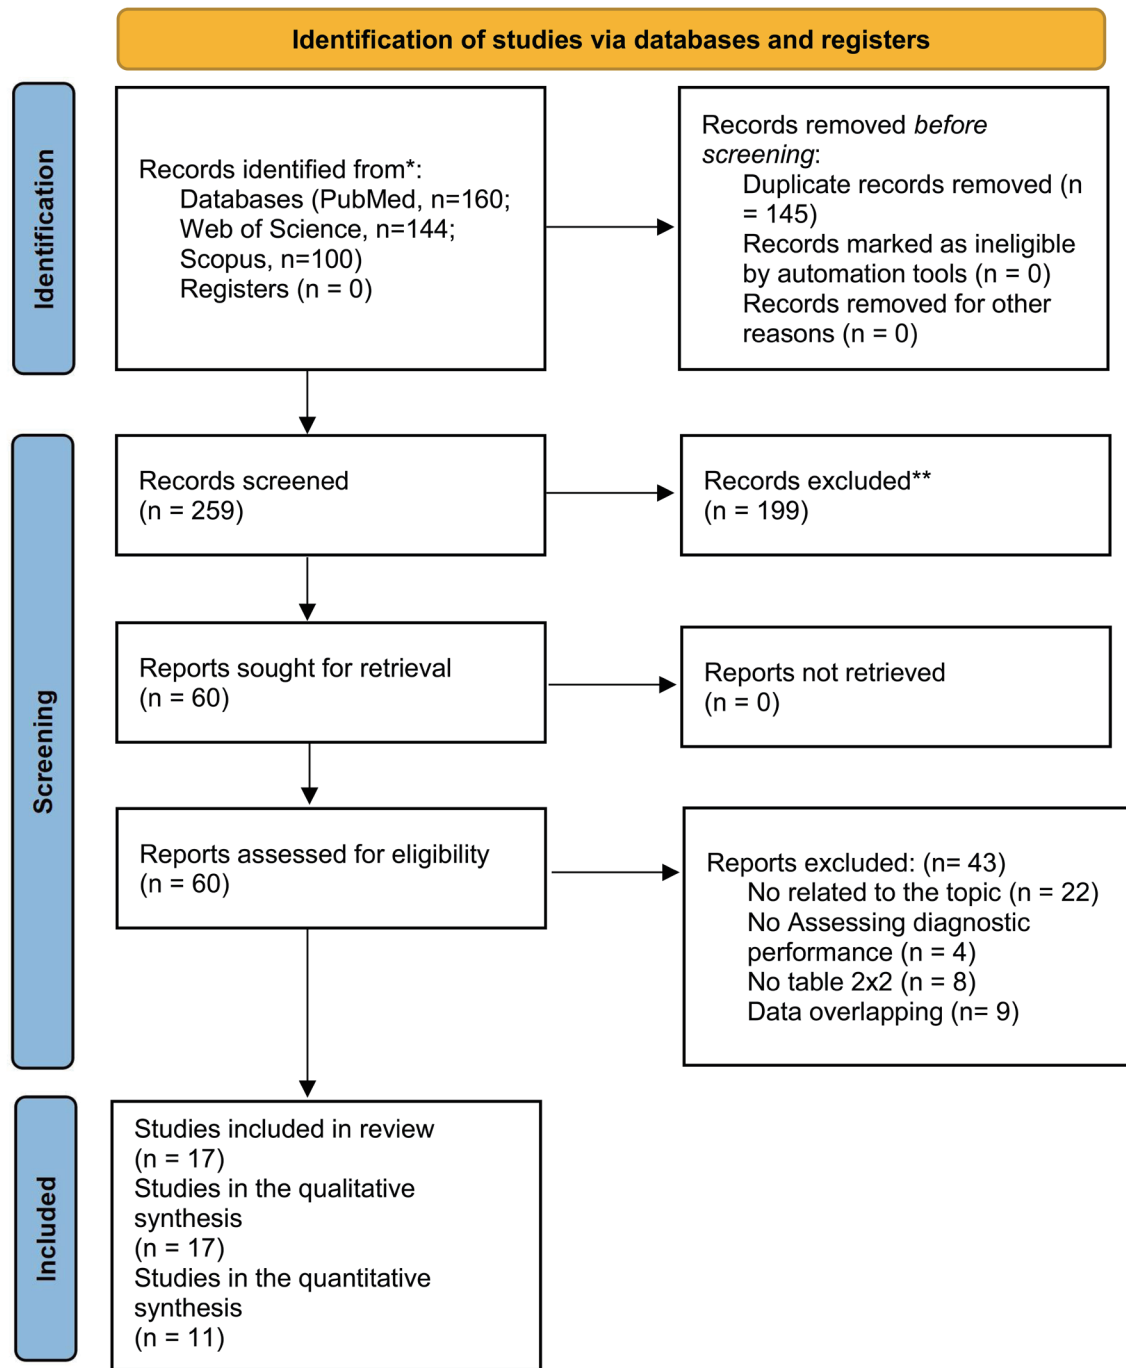 Identification of studies via databases and registers
Identification
Records identified from*:
Databases (PubMed, n=160;
Web of Science, n=144;
Scopus, n=100)
Registers (n = 0)
Records removed before
screening:
Duplicate records removed (n
= 145)
Records marked as ineligible
by automation tools (n = 0)
Records removed for other
reasons (n = 0)
Screening
Records screened
(n = 259)
Records excluded**
(n = 199)
Reports sought for retrieval
(n = 60)
Reports not retrieved
(n = 0)
Reports assessed for eligibility
(n = 60)
Reports excluded: (n= 43)
No related to the topic (n = 22)
No Assessing diagnostic
performance (n = 4)
No table 2x2 (n = 8)
Data overlapping (n= 9)
Included
Studies included in review
(n = 17)
Studies in the qualitative
synthesis
(n = 17)
Studies in the quantitative
synthesis
(n = 11)